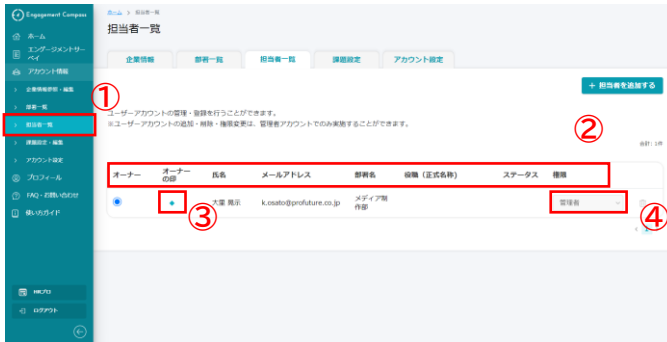 Engagement Compass
ホーム
エンゲージメントサーベイ
アカウント情報
企業情報参照・編集
部署一覧
担当者一覧
課題設定・編集
アカウント設定
プロフィール
FAQ・お問い合わせ
使い方ガイド
HRプロ
ログアウト
ホーム > 担当者一覧
担当者一覧
企業情報 部署一覧 担当者一覧 課題設定 アカウント設定
+ 担当者を追加する
①
ユーザーアカウントの管理・登録を行うことができます。
※ユーザーアカウントの追加・削除・権限変更は、管理者アカウントでのみ実施することができます。
②
合計：1件
オーナー オーナーの印 氏名 メールアドレス 部署名 役職（正式名称） ステータス 権限
k.osato@profuture.co.jp メディア制作部 管理者
③
④